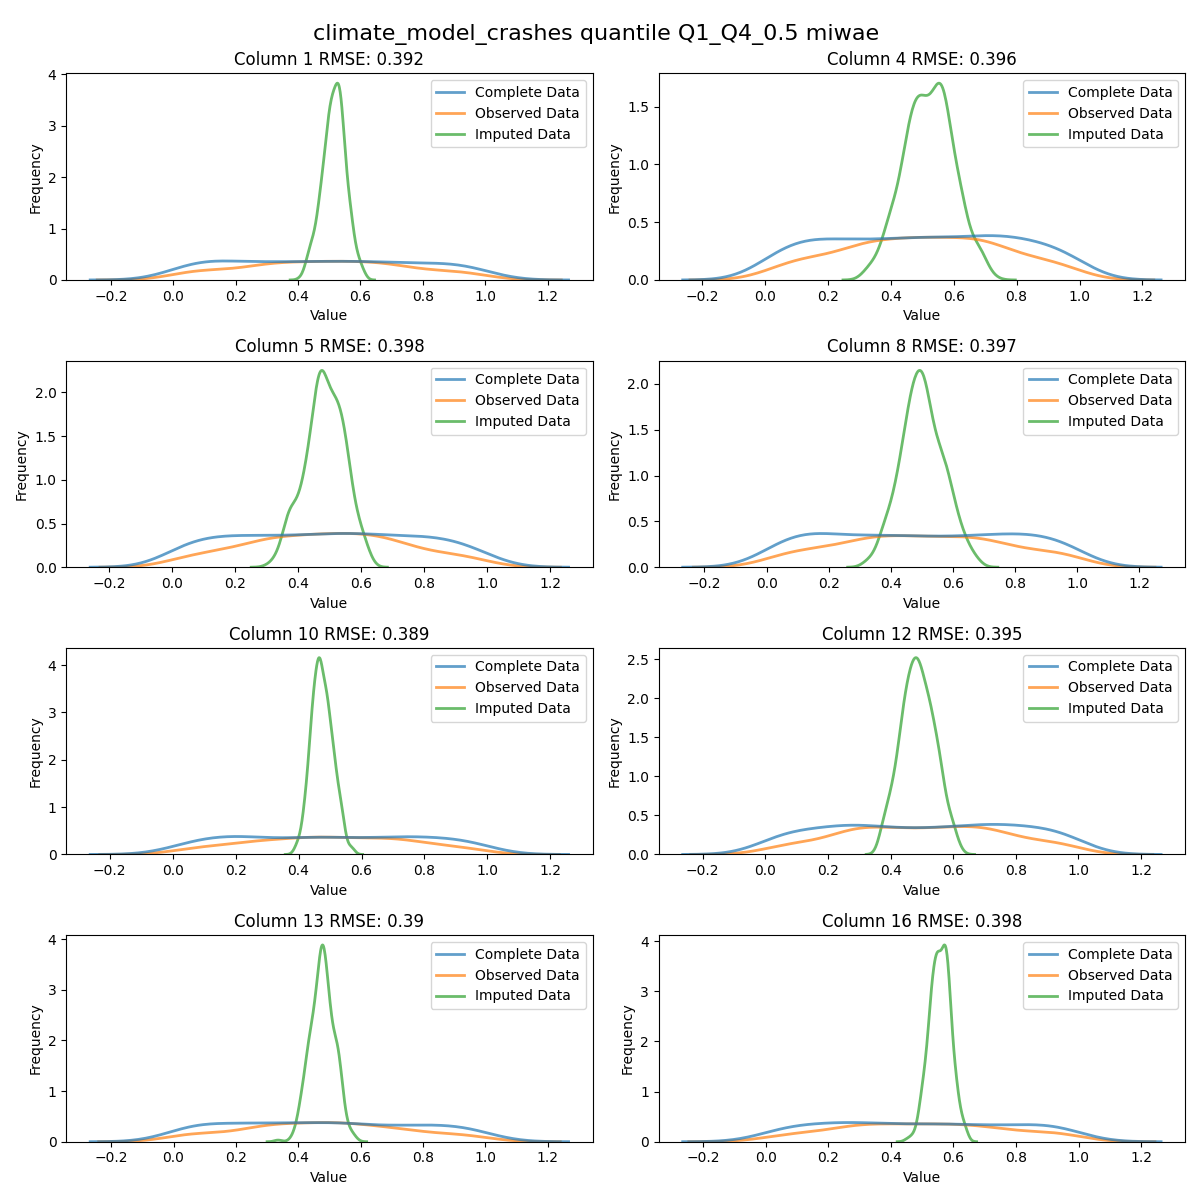 climate_model_crashes quantile Q1_Q4_0.5 miwae
Column 1 RMSE: 0.392
4
3
2
1
0
Frequency
−0.2 0.0 0.2 0.4 0.6 0.8 1.0 1.2
Value
Complete Data
Observed Data
Imputed Data
Column 4 RMSE: 0.396
1.5
1.0
0.5
0.0
Frequency
−0.2 0.0 0.2 0.4 0.6 0.8 1.0 1.2
Value
Complete Data
Observed Data
Imputed Data
Column 5 RMSE: 0.398
2.0
1.5
1.0
0.5
0.0
Frequency
−0.2 0.0 0.2 0.4 0.6 0.8 1.0 1.2
Value
Complete Data
Observed Data
Imputed Data
Column 8 RMSE: 0.397
2.0
1.5
1.0
0.5
0.0
Frequency
−0.2 0.0 0.2 0.4 0.6 0.8 1.0 1.2
Value
Complete Data
Observed Data
Imputed Data
Column 10 RMSE: 0.389
4
3
2
1
0
Frequency
−0.2 0.0 0.2 0.4 0.6 0.8 1.0 1.2
Value
Complete Data
Observed Data
Imputed Data
Column 12 RMSE: 0.395
2.5
2.0
1.5
1.0
0.5
0.0
Frequency
−0.2 0.0 0.2 0.4 0.6 0.8 1.0 1.2
Value
Complete Data
Observed Data
Imputed Data
Column 13 RMSE: 0.39
4
3
2
1
0
Frequency
−0.2 0.0 0.2 0.4 0.6 0.8 1.0 1.2
Value
Complete Data
Observed Data
Imputed Data
Column 16 RMSE: 0.398
4
3
2
1
0
Frequency
−0.2 0.0 0.2 0.4 0.6 0.8 1.0 1.2
Value
Complete Data
Observed Data
Imputed Data